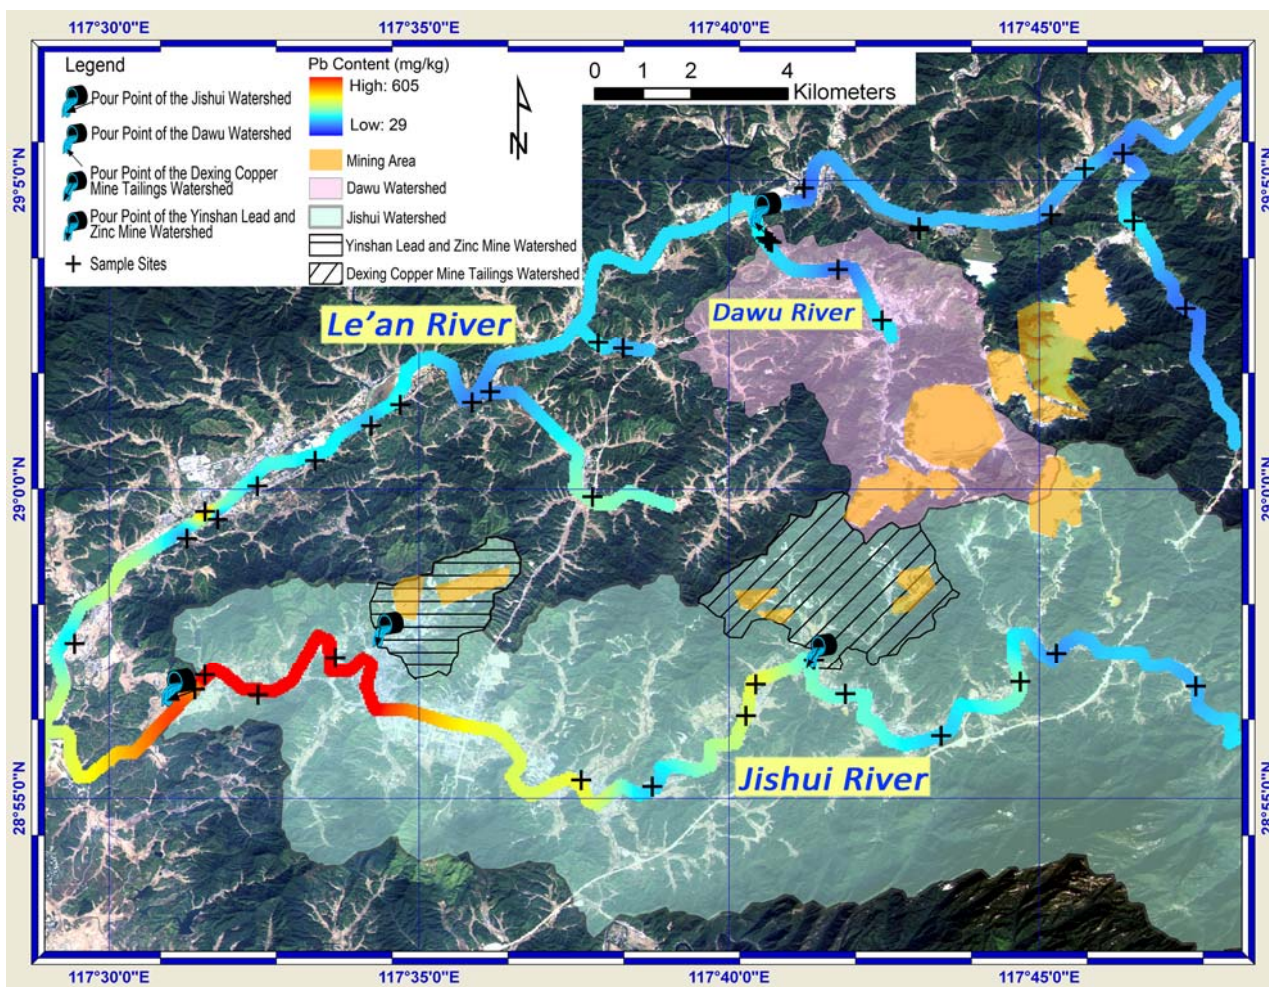 117°30'0"E 117°35'0"E 117°40'0"E 117°45'0"E
Legend
Pour Point of the Jishui Watershed
Pour Point of the Dawu Watershed
Pour Point of the Dexing Copper
Mine Tailings Watershed
Pour Point of the Yinshan Lead and
Zinc Mine Watershed
Sample Sites
Pb Content (mg/kg)
High: 605
Low: 29
Mining Area
Dawu Watershed
Jishui Watershed
Yinshan Lead and Zinc Mine Watershed
Dexing Copper Mine Tailings Watershed
N
0 1 2 4
Kilometers
29°5'0"N 29°5'0"N
Le'an River
Dawu River
29°0'0"N 29°0'0"N
Jishui River
28°55'0"N 28°55'0"N
117°30'0"E 117°35'0"E 117°40'0"E 117°45'0"E